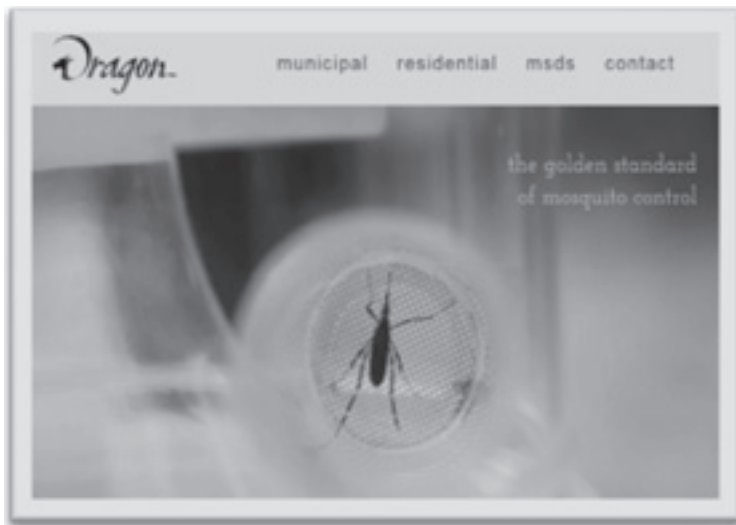 Dragon
municipal residential msds contact
the golden standard
of mosquito control